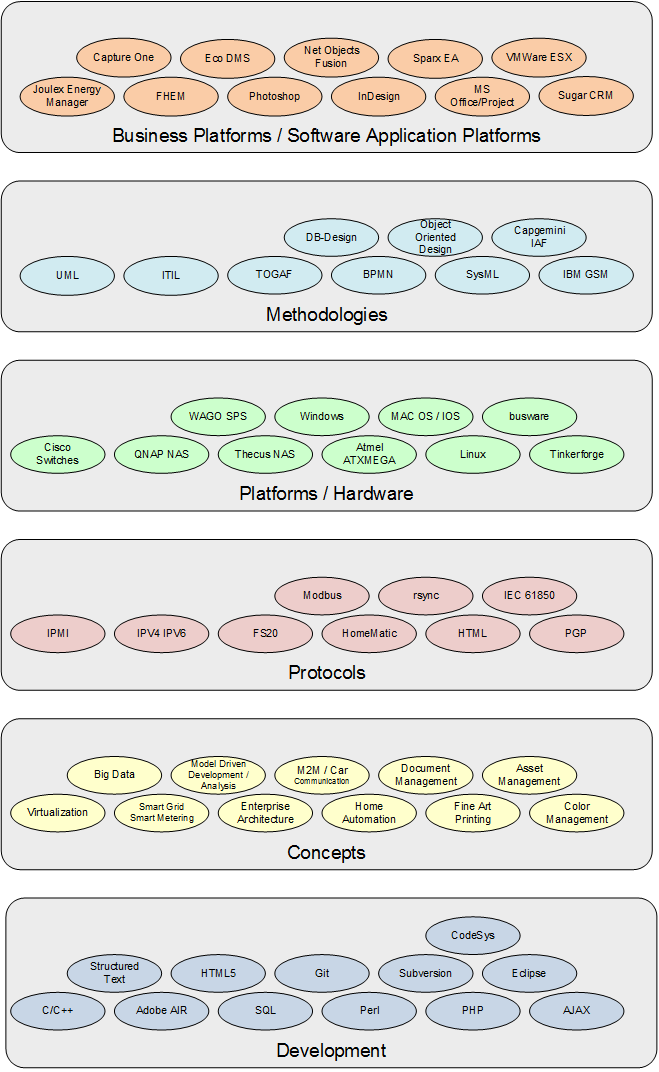 Capture One
Eco DMS
Net Objects
Fusion
Sparx EA
VMWare ESX
Joulex Energy
Manager
FHEM
Photoshop
InDesign
MS
Office/Project
Sugar CRM
Business Platforms / Software Application Platforms
DB-Design
Object
Oriented
Design
Capgemini
IAF
UML
ITIL
TOGAF
BPMN
SysML
IBM GSM
Methodologies
WAGO SPS
Windows
MAC OS / IOS
busware
Cisco
Switches
QNAP NAS
Thecus NAS
Atmel
ATXMEGA
Linux
Tinkerforge
Platforms / Hardware
Modbus
rsync
IEC 61850
IPMI
IPV4 IPV6
FS20
HomeMatic
HTML
PGP
Protocols
Big Data
Model Driven
Development /
Analysis
M2M / Car
Communication
Document
Management
Asset
Management
Virtualization
Smart Grid
Smart Metering
Enterprise
Architecture
Home
Automation
Fine Art
Printing
Color
Management
Concepts
CodeSys
Structured
Text
HTML5
Git
Subversion
Eclipse
C/C++
Adobe AIR
SQL
Perl
PHP
AJAX
Development